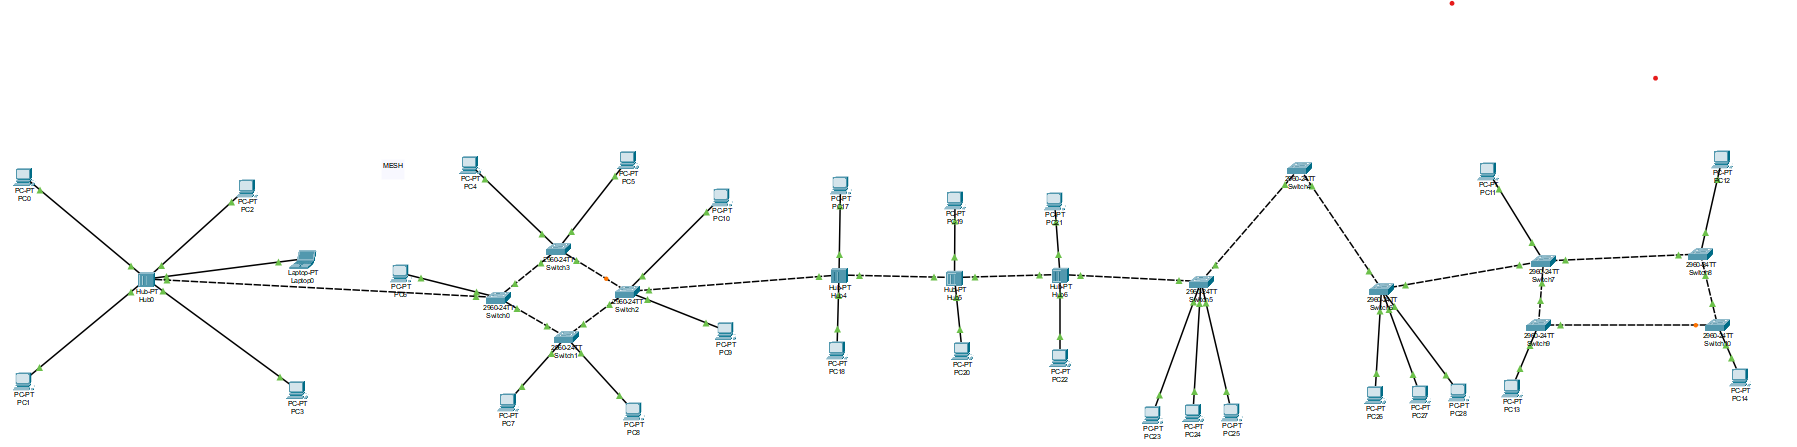 PC-PT
PC0
PC-PT
PC2
Laptop-PT
Laptop0
Hub-PT
Hub0
PC-PT
PC1
PC-PT
PC3
MESH
PC-PT
PC4
PC-PT
PC5
PC-PT
PC10
PC-PT
2960-24TT
Switch3
2960-24TT
Switch0
2960-24TT
Switch2
2960-24TT
Switch1
PC-PT
PC9
PC-PT
PC7
PC-PT
PC8
PC-PT
PC17
Hub-PT
Hub4
PC-PT
PC18
PC-PT
PC19
Hub-PT
Hub5
PC-PT
PC20
PC-PT
PC21
Hub-PT
Hub6
PC-PT
PC22
2960-24TT
Switch5
PC-PT
PC23
PC-PT
PC24
PC-PT
PC25
2960-24TT
2960-24TT
PC-PT
PC26
PC-PT
PC27
PC-PT
PC28
PC-PT
PC11
PC-PT
PC12
2960-24TT
Switch7
2960-24TT
Switch8
2960-24TT
Switch9
2960-24TT
Switch10
PC-PT
PC13
PC-PT
PC14